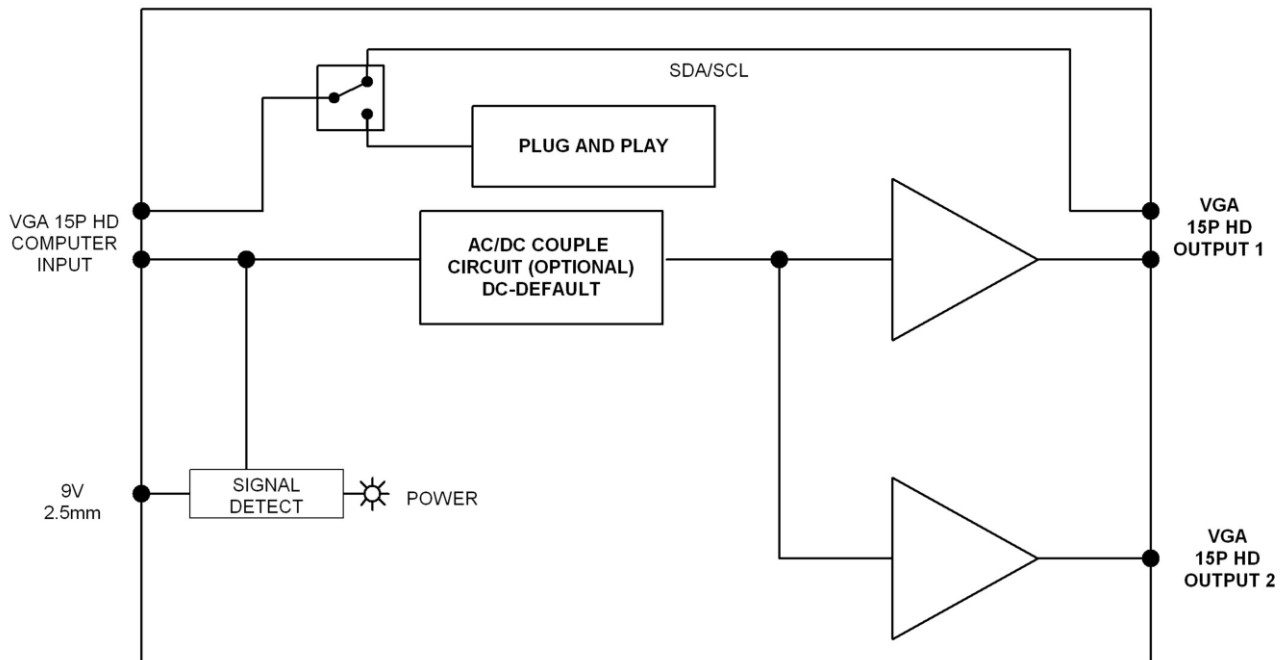 SDA/SCL
PLUG AND PLAY
VGA 15P HD
COMPUTER
INPUT
AC/DC COUPLE
CIRCUIT (OPTIONAL)
DC-DEFAULT
VGA
15P HD
OUTPUT 1
9V
2.5mm
SIGNAL
DETECT
POWER
VGA
15P HD
OUTPUT 2